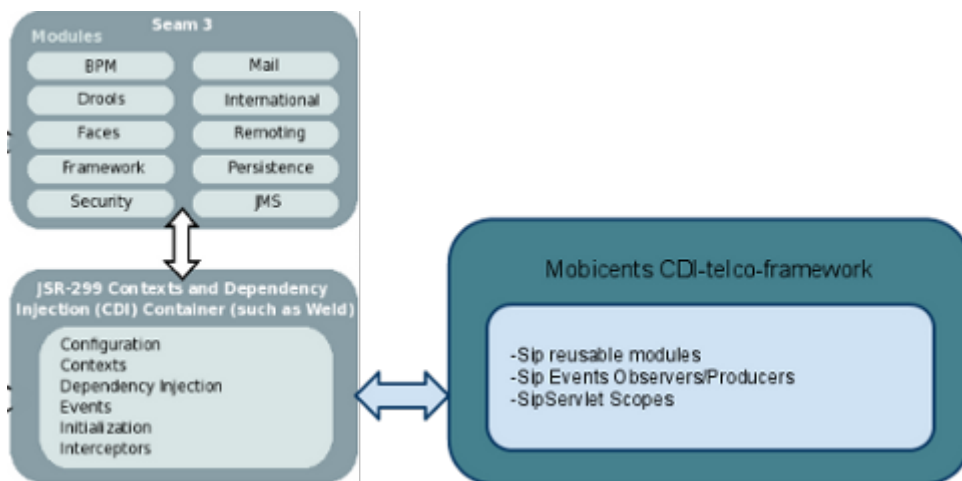 Seam 3
Modules
BPM
Mail
Drools
International
Faces
Remoting
Framework
Persistence
Security
JMS
JSR-299 Contexts and Dependency
Injection (CDI) Container (such as Weld)
Configuration
Contexts
Dependency Injection
Events
Initialization
Interceptors
Mobicents CDI-telco-framework
-Sip reusable modules
-Sip Events Observers/Producers
-SipServlet Scopes